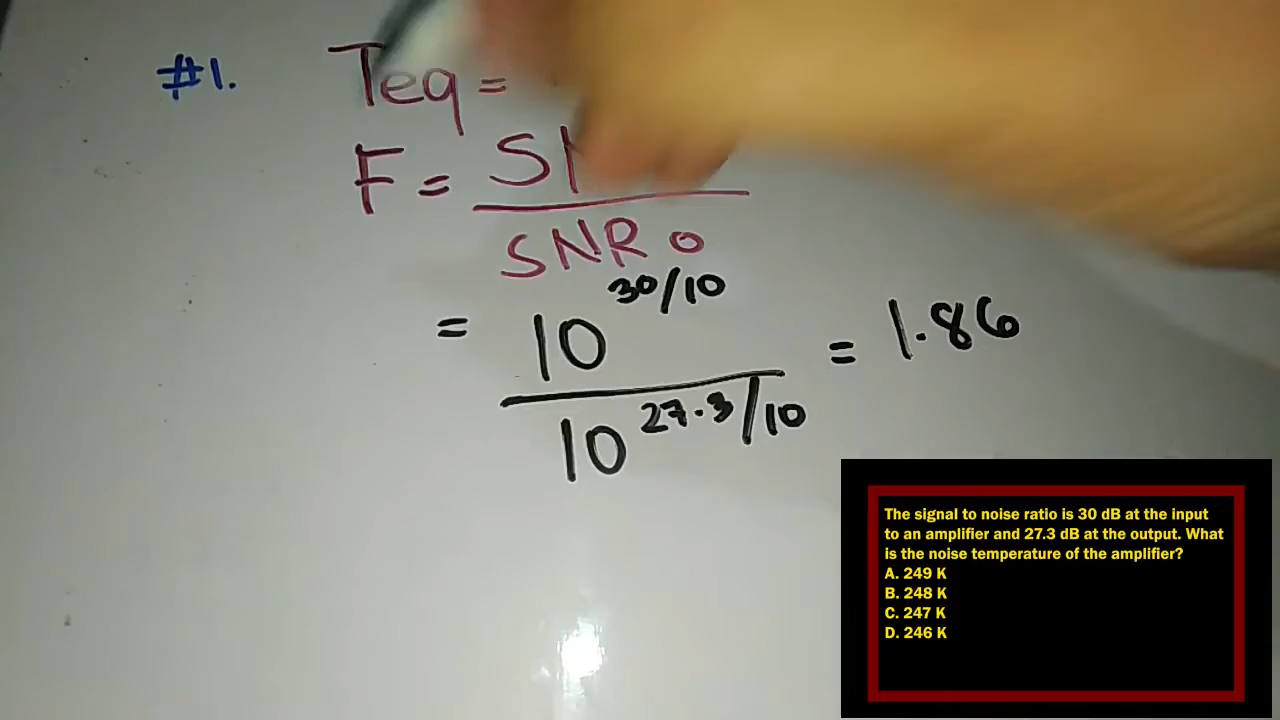 #1.
Teq =
F = 
SNR o
= 10 30/10
10 27.3/10
= 1.86
The signal to noise ratio is 30 dB at the input
to an amplifier and 27.3 dB at the output. What
is the noise temperature of the amplifier?
A. 249 K
B. 248 K
C. 247 K
D. 246 K